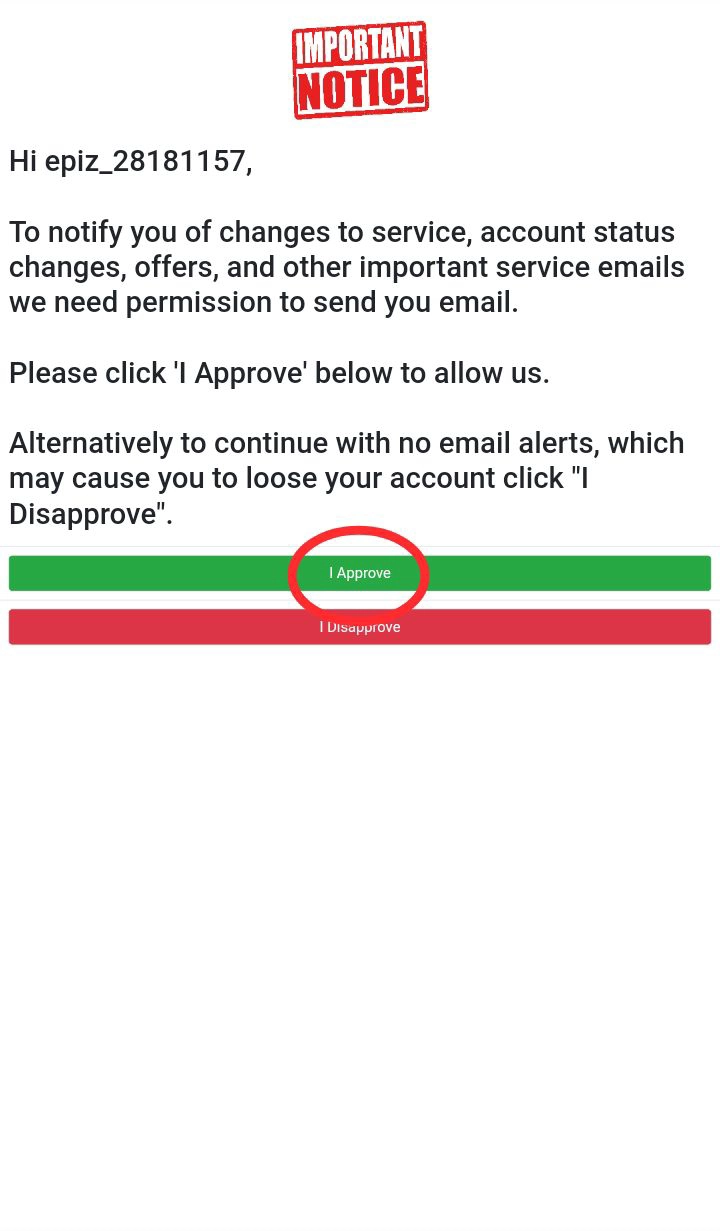 IMPORTANT
NOTICE
Hi epiz_28181157,
To notify you of changes to service, account status
changes, offers, and other important service emails
we need permission to send you email.
Please click 'I Approve' below to allow us.
Alternatively to continue with no email alerts, which
may cause you to loose your account click "I
Disapprove".
I Approve
I Disapprove